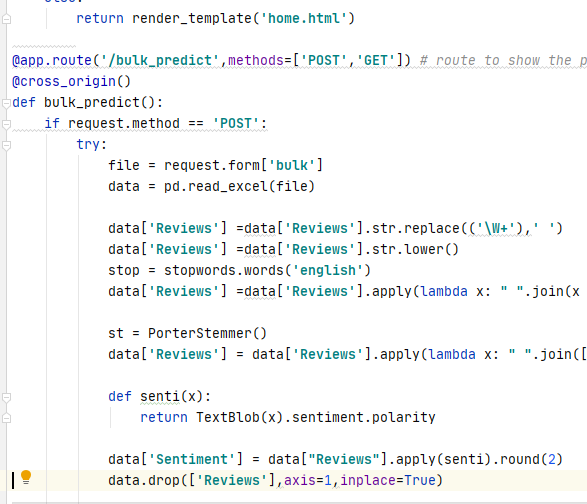 else:
return render_template('home.html')
@app.route('/bulk_predict',methods=['POST','GET']) # route to show the p
@cross_origin()
def bulk_predict():
if request.method == 'POST':
try:
file = request.form['bulk']
data = pd.read_excel(file)
data['Reviews'] =data['Reviews'].str.replace(('\W+'),' ')
data['Reviews'] =data['Reviews'].str.lower()
stop = stopwords.words('english')
data['Reviews'] =data['Reviews'].apply(lambda x: " ".join(x
st = PorterStemmer()
data['Reviews'] = data['Reviews'].apply(lambda x: " ".join([
def senti(x):
return TextBlob(x).sentiment.polarity
data['Sentiment'] = data["Reviews"].apply(senti).round(2)
data.drop(['Reviews'],axis=1,inplace=True)